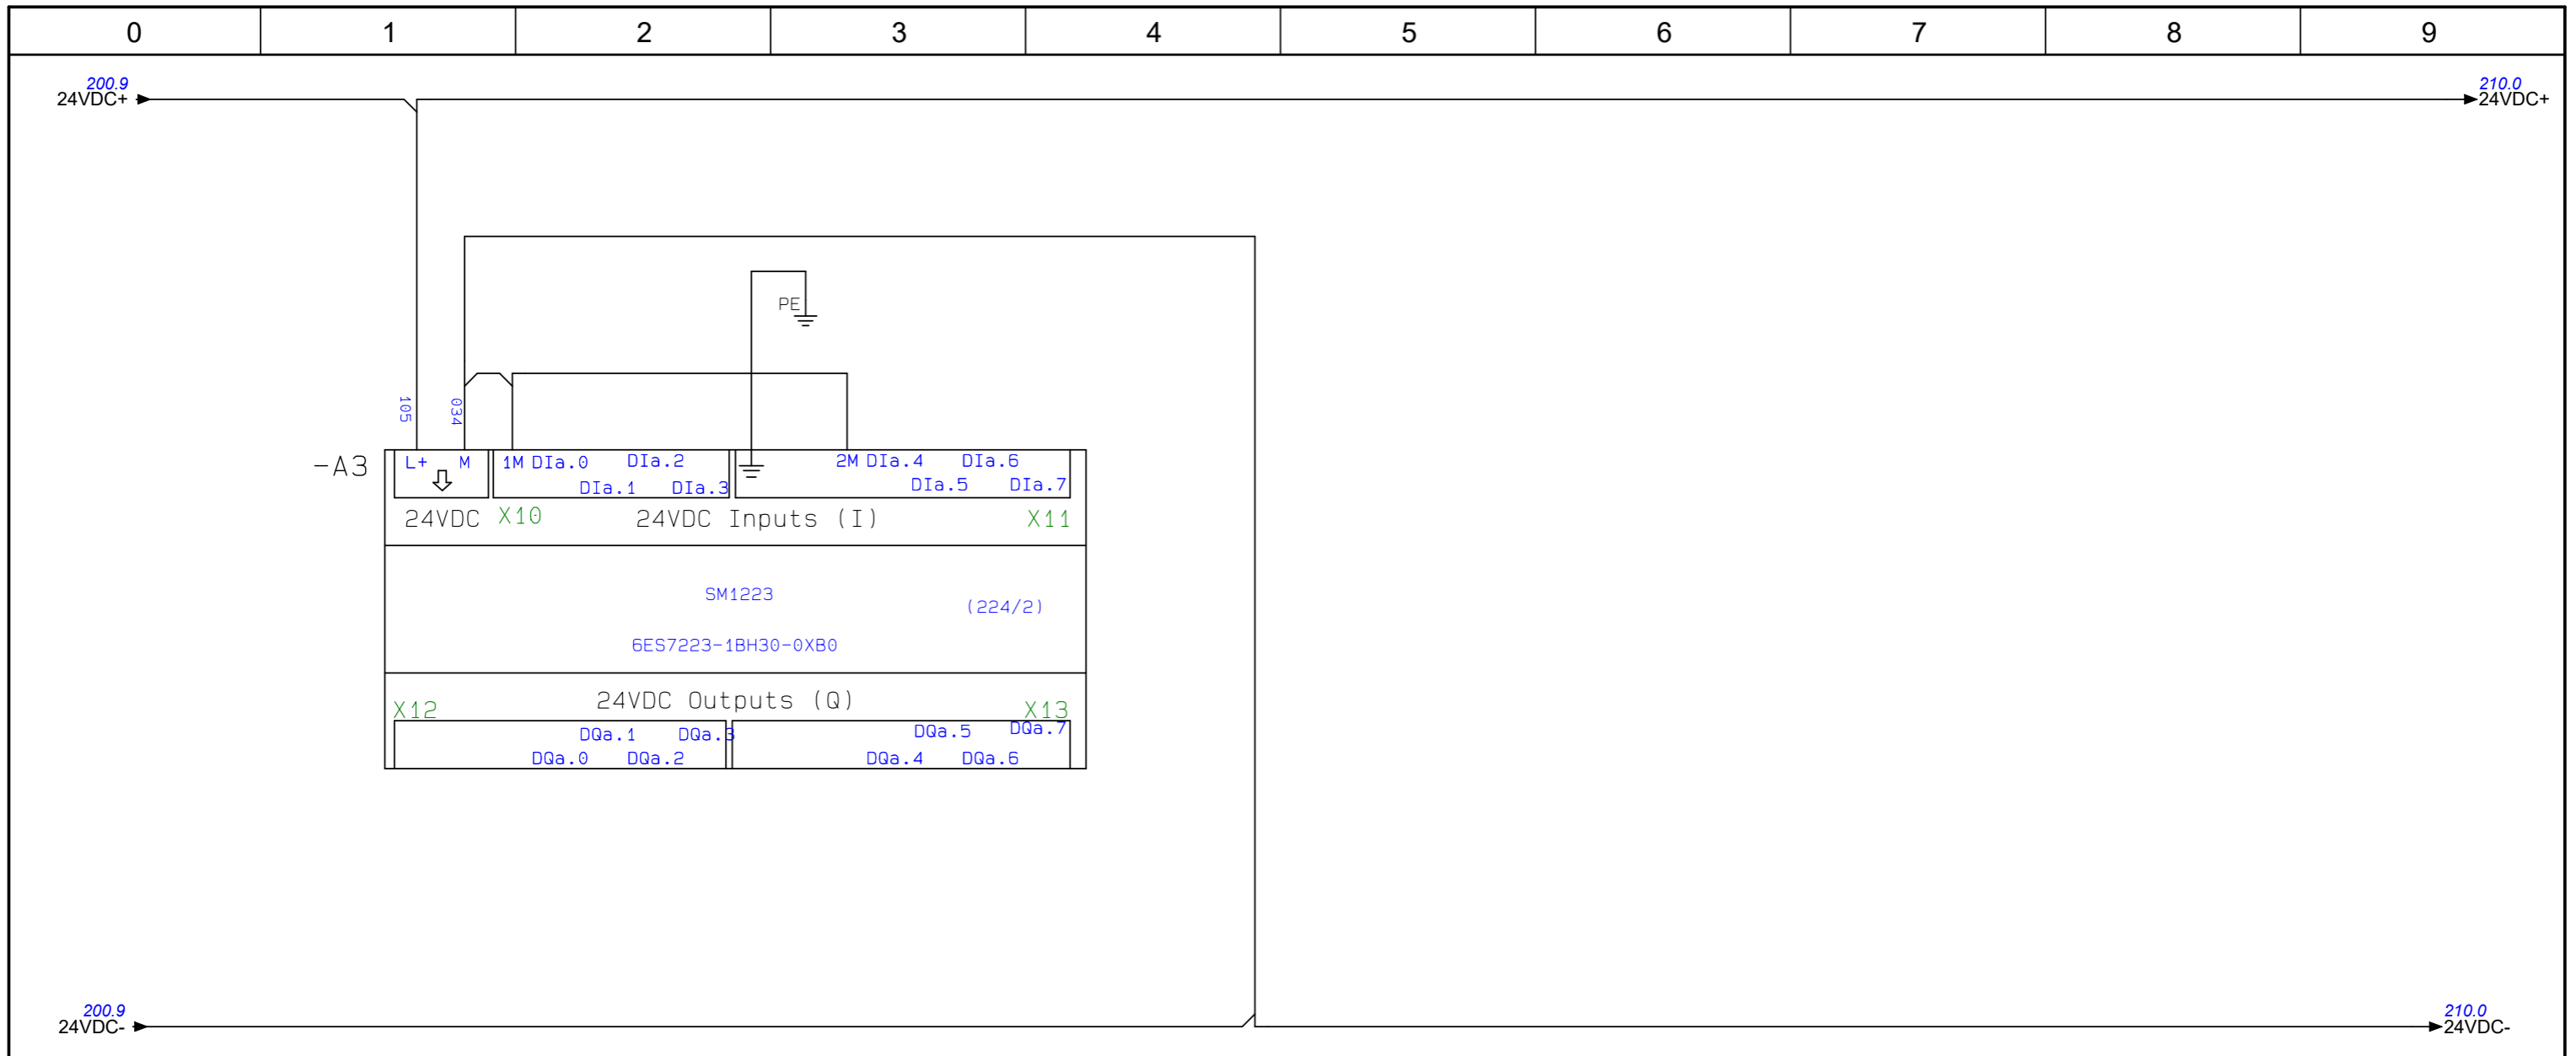 0 1 2 3 4 5 6 7 8 9
200.9 210.0
24VDC+ 24VDC+
PE
105 034
-A3
L+ M 1M DIa.0 DIa.2 2M DIa.4 DIa.6
DIa.1 DIa.3 DIa.5 DIa.7
24VDC X10 24VDC Inputs (I) X11
SM1223
(224/2)
6ES7223-1BH30-0XB0
24VDC Outputs (Q)
X12 X13
DQa.1 DQa.3 DQa.5 DQa.7
DQa.0 DQa.2 DQa.4 DQa.6
200.9 210.0
24VDC- 24VDC-